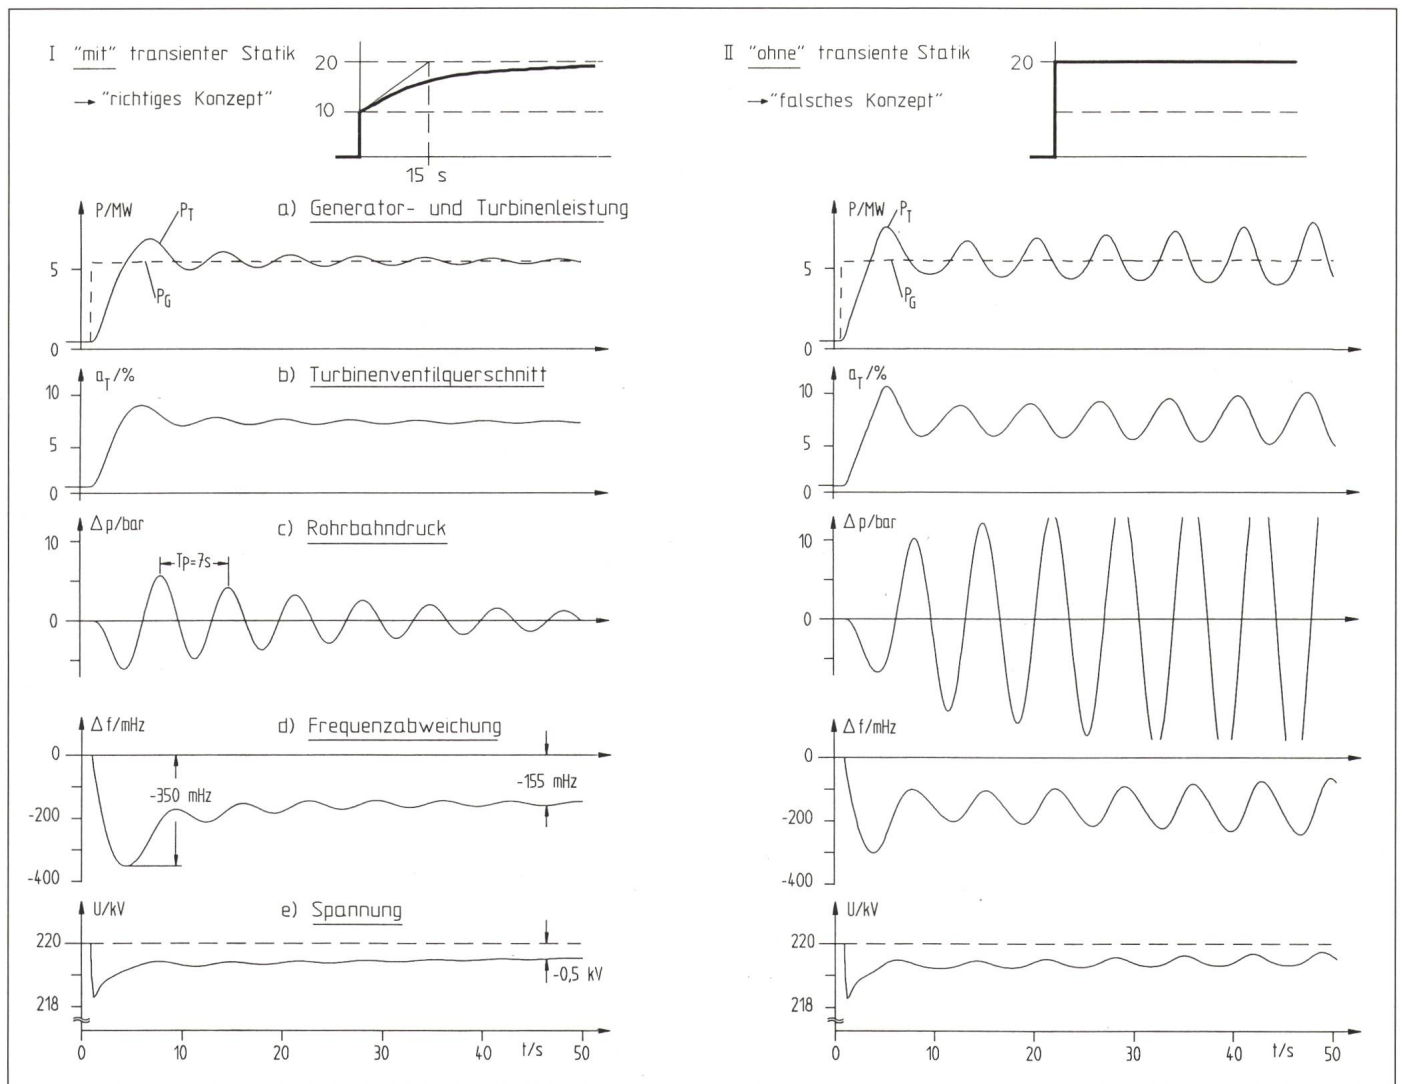 I "mit" transienter Statik
→ "richtiges Konzept"
20
10
15 s
II "ohne" transiente Statik
→ "falsches Konzept"
20
a) Generator- und Turbinenleistung
P/MW
P_T
P_G
5
0
P/MW
P_T
P_G
5
0
b) Turbinenventilquerschnitt
a_T/%
10
5
0
a_T/%
10
5
0
c) Rohrbahndruck
Δp/bar
10
0
Tp=7s
Δp/bar
10
0
d) Frequenzabweichung
Δf/mHz
0
-200
-400
-350 mHz
-155 mHz
Δf/mHz
0
-200
-400
e) Spannung
U/kV
220
218
-0,5 kV
0 10 20 30 40 t/s 50
U/kV
220
218
0 10 20 30 40 t/s 50